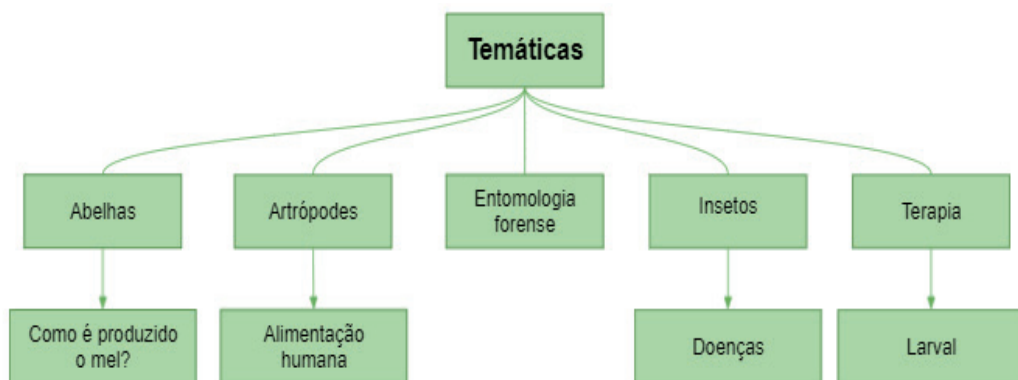 Temáticas
Abelhas
Artrópodes
Entomologia
forense
Insetos
Terapia
Como é produzido
o mel?
Alimentação
humana
Doenças
Larval